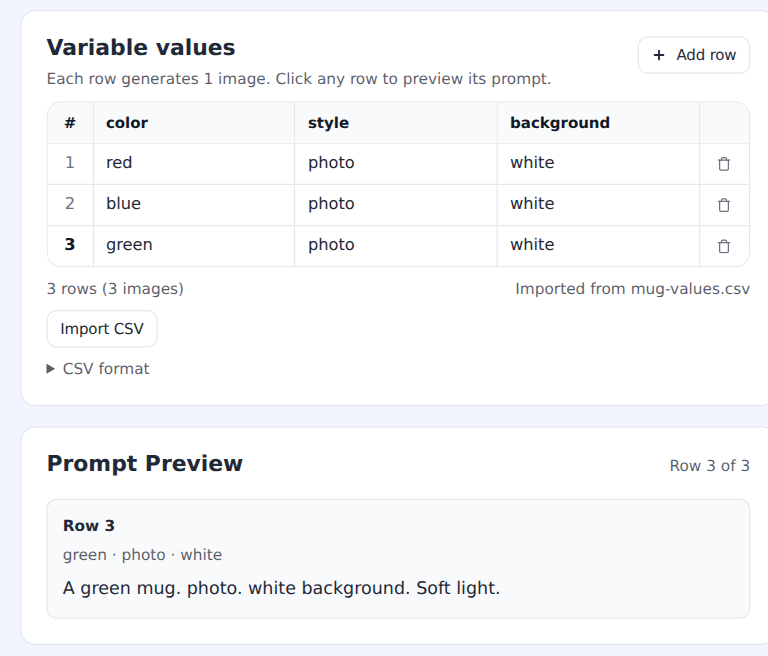 Variable values
+ Add row
Each row generates 1 image. Click any row to preview its prompt.
# color style background
1 red photo white
2 blue photo white
3 green photo white
3 rows (3 images) Imported from mug-values.csv
Import CSV
▶ CSV format
Prompt Preview Row 3 of 3
Row 3
green · photo · white
A green mug. photo. white background. Soft light.